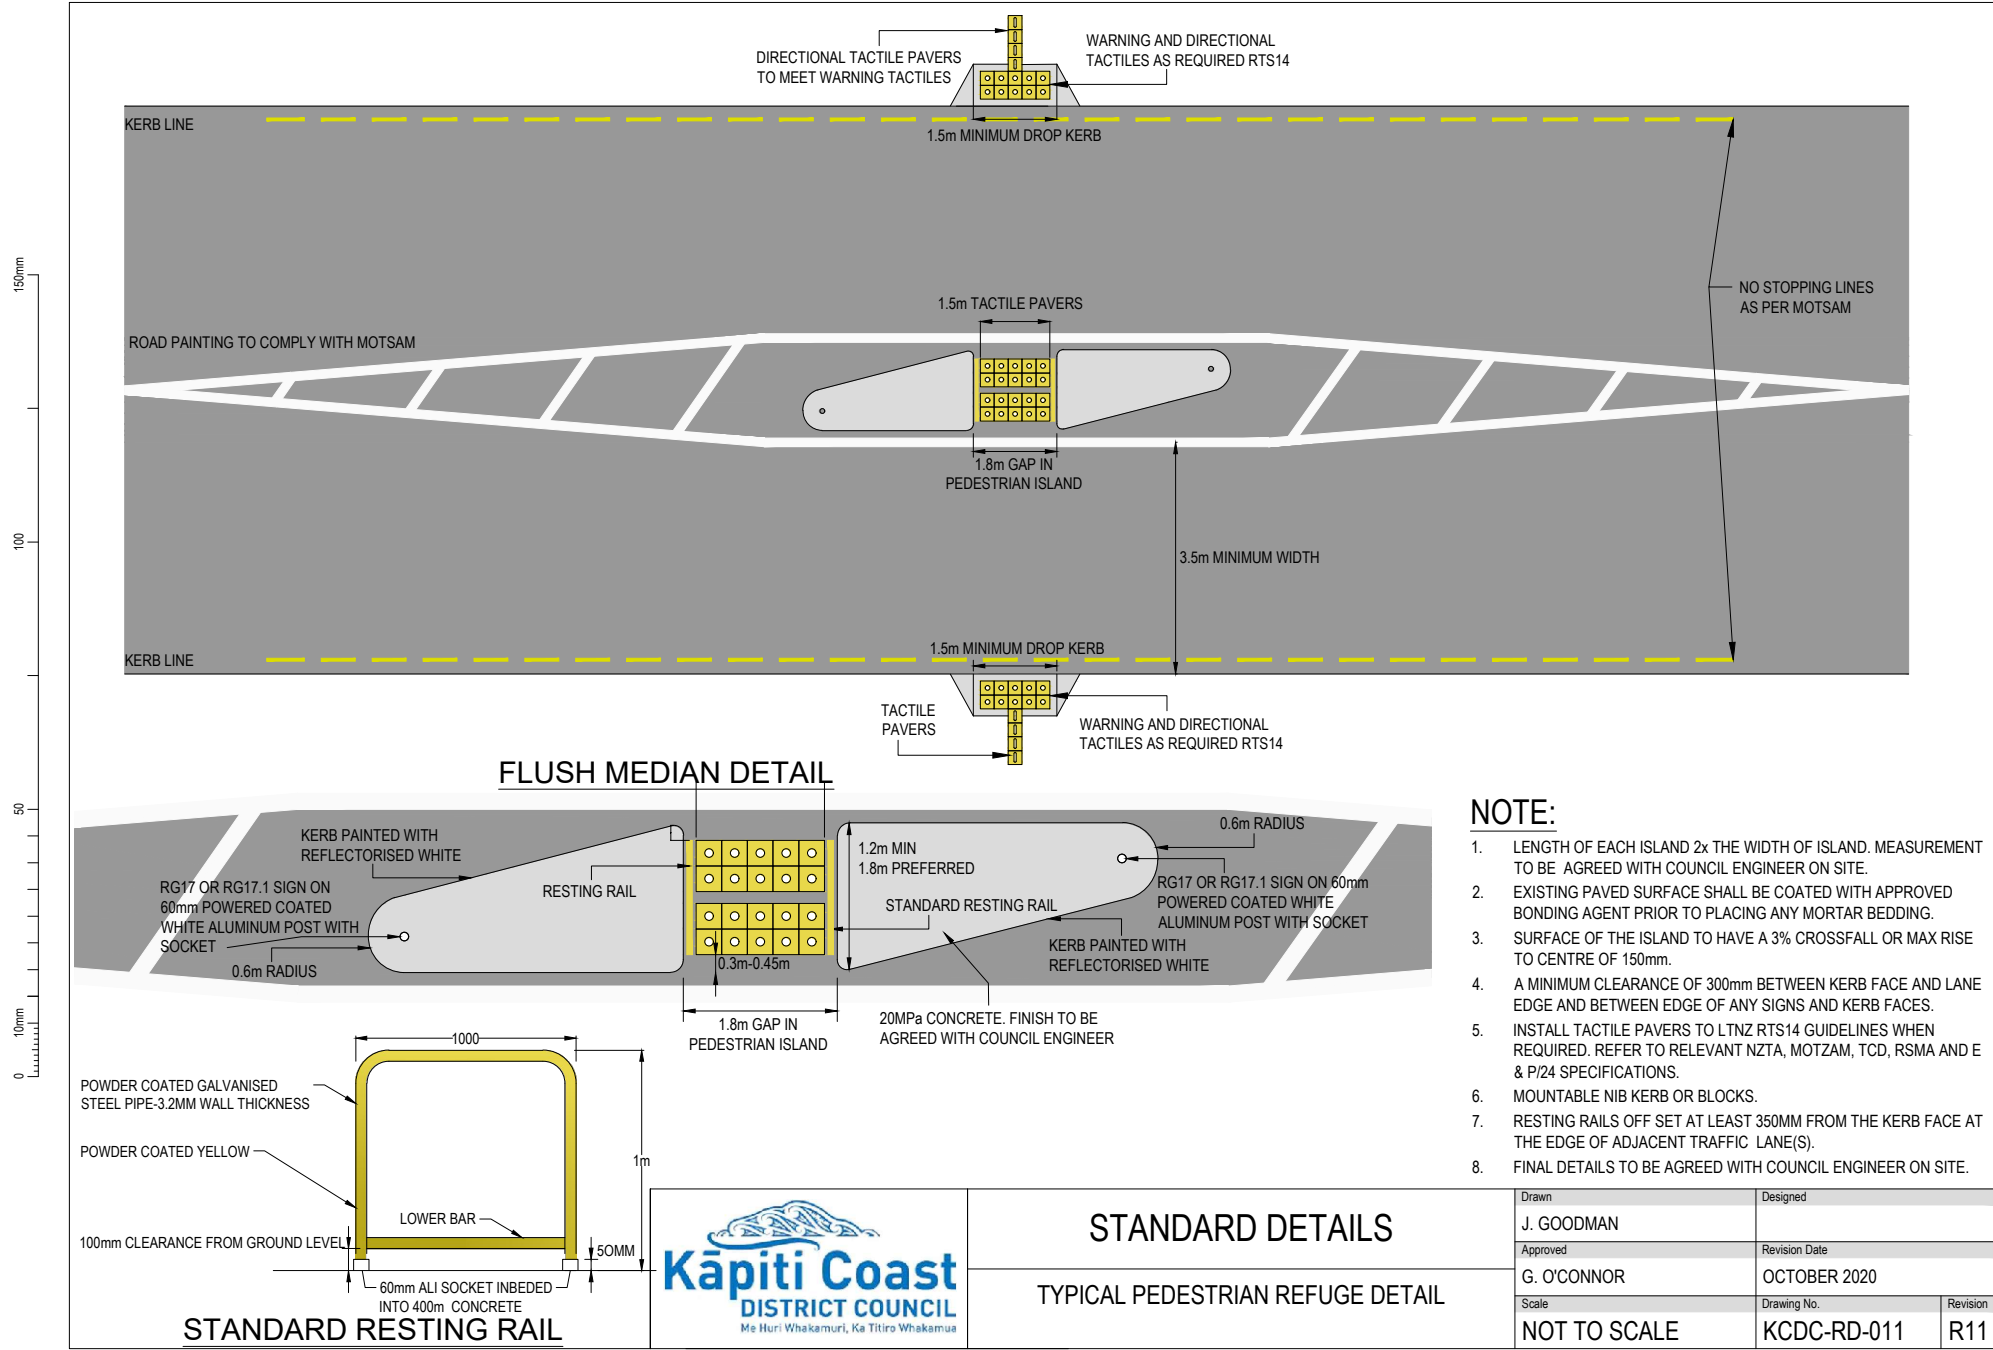 DIRECTIONAL TACTILE PAVERS
TO MEET WARNING TACTILES
WARNING AND DIRECTIONAL
TACTILES AS REQUIRED RTS14
KERB LINE
1.5m MINIMUM DROP KERB
150mm
NO STOPPING LINES
AS PER MOTSAM
1.5m TACTILE PAVERS
ROAD PAINTING TO COMPLY WITH MOTSAM
1.8m GAP IN
PEDESTRIAN ISLAND
100
3.5m MINIMUM WIDTH
KERB LINE
1.5m MINIMUM DROP KERB
TACTILE
PAVERS
WARNING AND DIRECTIONAL
TACTILES AS REQUIRED RTS14
FLUSH MEDIAN DETAIL
50
KERB PAINTED WITH
REFLECTORISED WHITE
RG17 OR RG17.1 SIGN ON
60mm POWERED COATED
WHITE ALUMINUM POST WITH
SOCKET
0.6m RADIUS
RESTING RAIL
1.2m MIN
1.8m PREFERRED
STANDARD RESTING RAIL
0.6m RADIUS
RG17 OR RG17.1 SIGN ON 60mm
POWERED COATED WHITE
ALUMINUM POST WITH SOCKET
KERB PAINTED WITH
REFLECTORISED WHITE
0.3m-0.45m
1.8m GAP IN
PEDESTRIAN ISLAND
20MPa CONCRETE. FINISH TO BE
AGREED WITH COUNCIL ENGINEER
10mm
0
NOTE:
1. LENGTH OF EACH ISLAND 2x THE WIDTH OF ISLAND. MEASUREMENT
TO BE AGREED WITH COUNCIL ENGINEER ON SITE.
2. EXISTING PAVED SURFACE SHALL BE COATED WITH APPROVED
BONDING AGENT PRIOR TO PLACING ANY MORTAR BEDDING.
3. SURFACE OF THE ISLAND TO HAVE A 3% CROSSFALL OR MAX RISE
TO CENTRE OF 150mm.
4. A MINIMUM CLEARANCE OF 300mm BETWEEN KERB FACE AND LANE
EDGE AND BETWEEN EDGE OF ANY SIGNS AND KERB FACES.
5. INSTALL TACTILE PAVERS TO LTNZ RTS14 GUIDELINES WHEN
REQUIRED. REFER TO RELEVANT NZTA, MOTZAM, TCD, RSMA AND E
& P/24 SPECIFICATIONS.
6. MOUNTABLE NIB KERB OR BLOCKS.
7. RESTING RAILS OFF SET AT LEAST 350MM FROM THE KERB FACE AT
THE EDGE OF ADJACENT TRAFFIC LANE(S).
8. FINAL DETAILS TO BE AGREED WITH COUNCIL ENGINEER ON SITE.
1000
POWDER COATED GALVANISED
STEEL PIPE-3.2MM WALL THICKNESS
POWDER COATED YELLOW
1m
LOWER BAR
100mm CLEARANCE FROM GROUND LEVEL
5OMM
60mm ALI SOCKET INBEDED
INTO 400m CONCRETE
STANDARD RESTING RAIL
Kāpiti Coast
DISTRICT COUNCIL
Me Huri Whakamuri, Ka Titiro Whakamua
STANDARD DETAILS
TYPICAL PEDESTRIAN REFUGE DETAIL
Drawn
Designed
J. GOODMAN
Approved
Revision Date
G. O'CONNOR
OCTOBER 2020
Scale
Drawing No.
Revision
NOT TO SCALE
KCDC-RD-011
R11